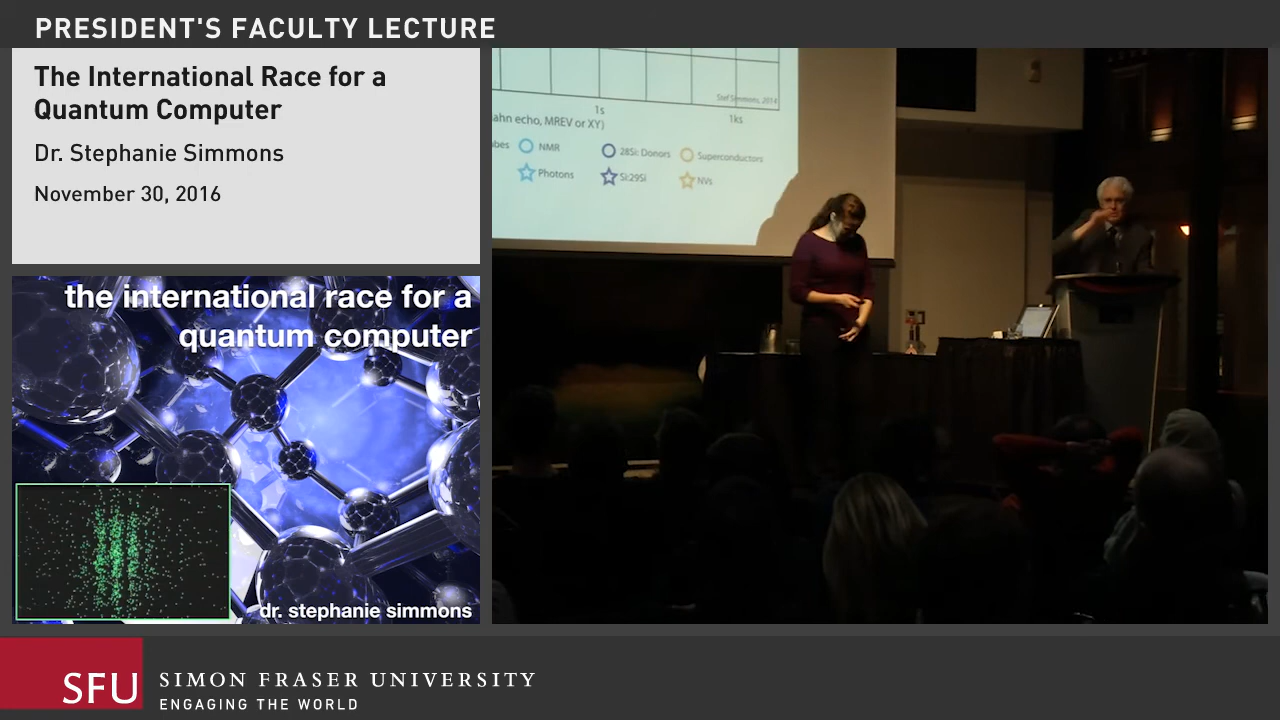 PRESIDENT'S FACULTY LECTURE
The International Race for a
Quantum Computer
Dr. Stephanie Simmons
November 30, 2016
Stef Simmons, 2014
1s
1ks
ahn echo, MREV or XY)
bes
NMR
28Si: Donors
Superconductors
Photons
Si:29Si
NVs
the international race for a
quantum computer
dr. stephanie simmons
SFU
SIMON FRASER UNIVERSITY
ENGAGING THE WORLD